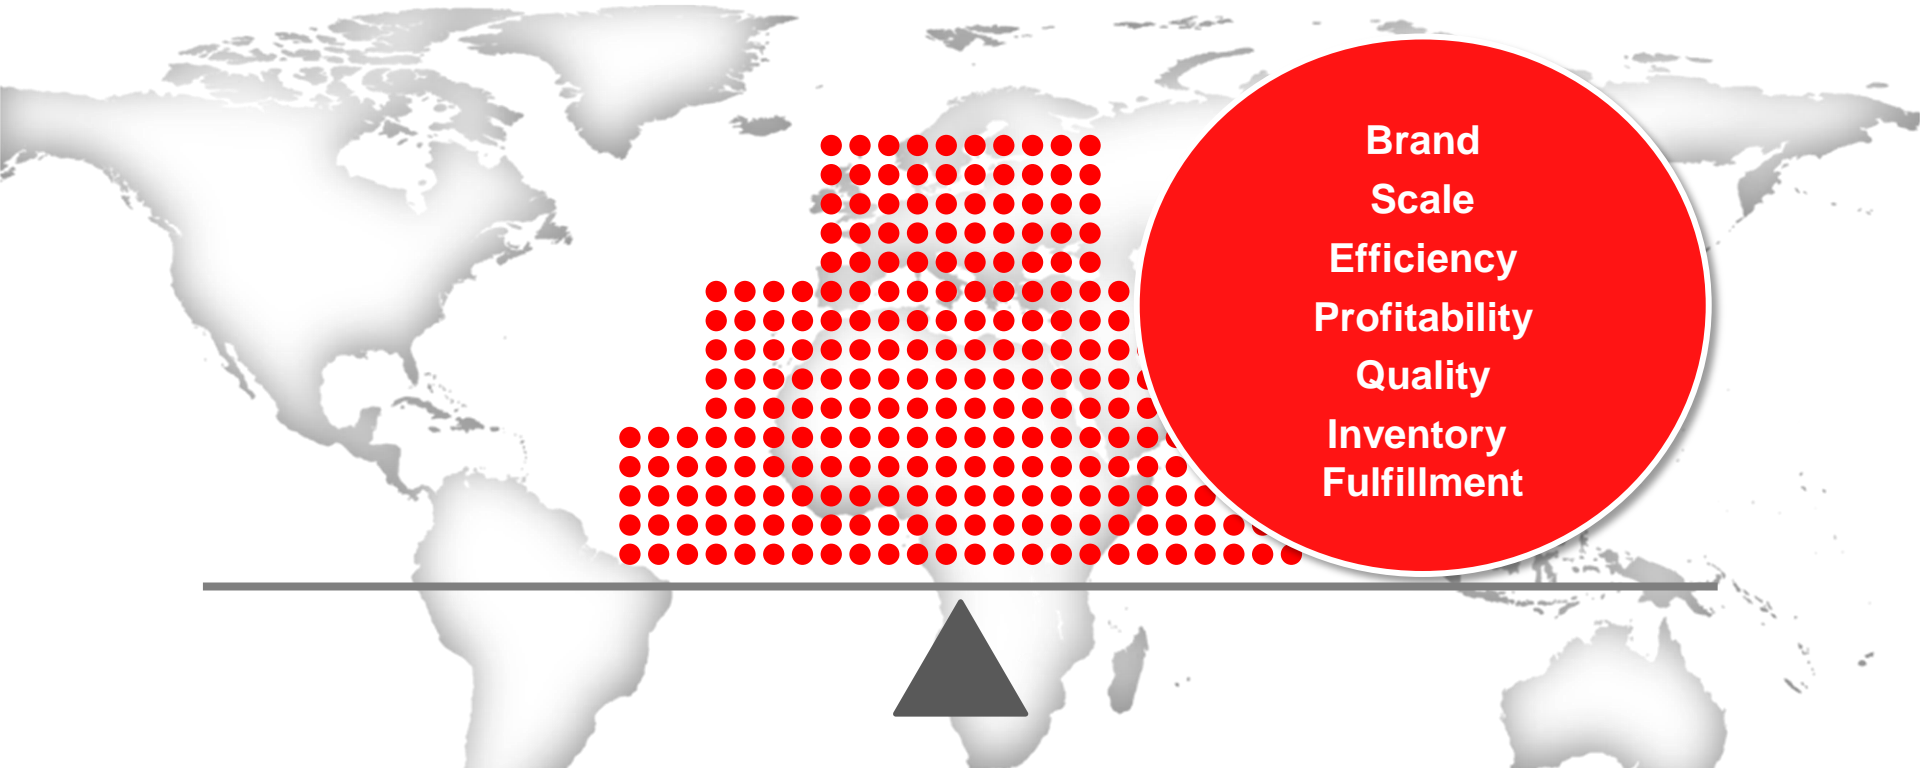 Brand
Scale
Efficiency
Profitability
Quality
Inventory
Fulfillment